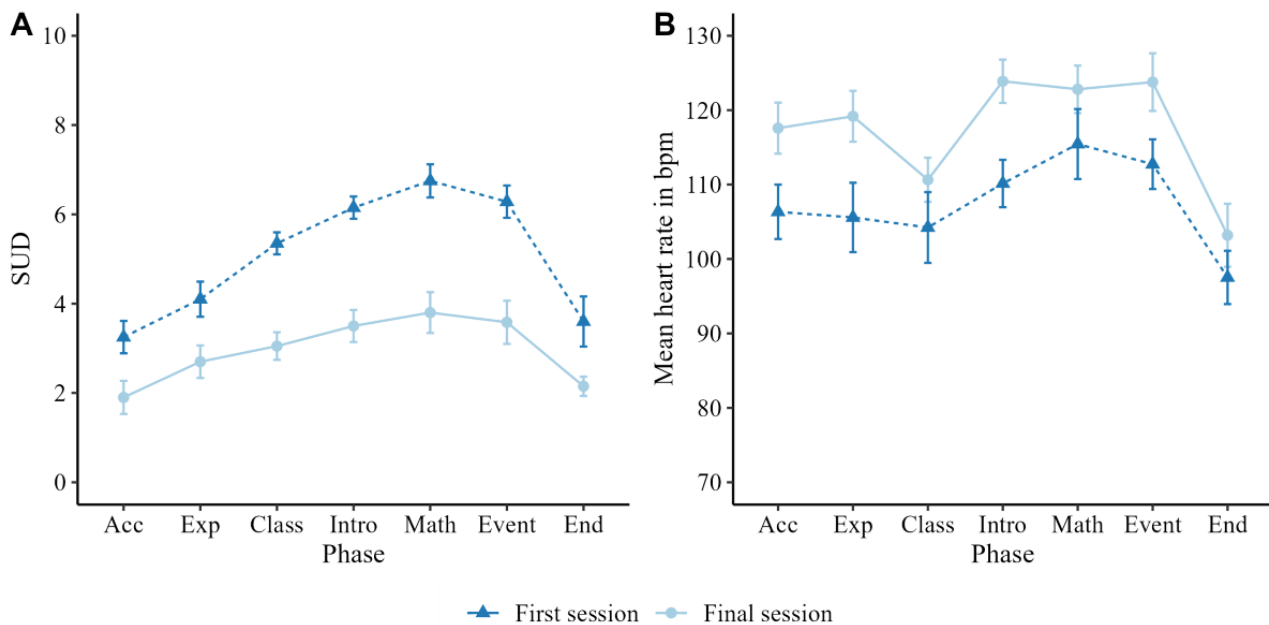 A
SUD
10
8
6
4
2
0
Acc Exp Class Intro Math Event End
Phase
B
Mean heart rate in bpm
130
120
110
100
90
80
70
Acc Exp Class Intro Math Event End
Phase
First session Final session